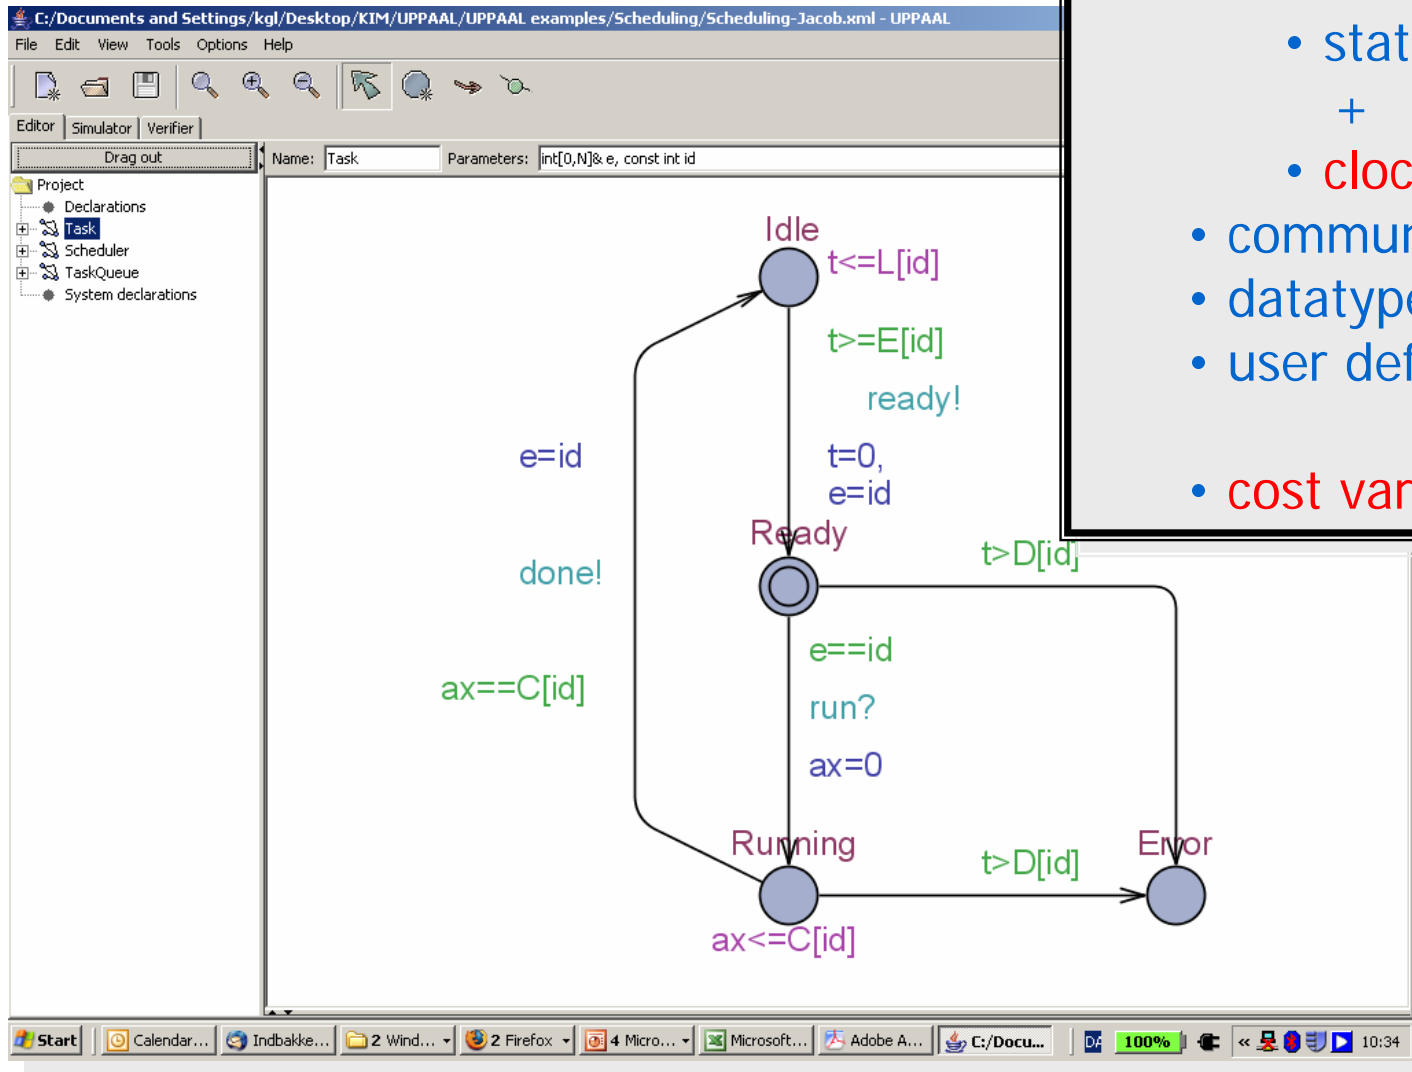 C:/Documents and Settings/kgl/Desktop/KIM/UPPAAL/UPPAAL examples/Scheduling/Scheduling-Jacob.xml - UPPAAL
File Edit View Tools Options Help
Editor Simulator Verifier
Drag out
Name: Task Parameters: int[0,N]& e, const int id
Project
Declarations
Task
Scheduler
TaskQueue
System declarations
• stat
+
• cloc
• commu
• datatype
• user def
• cost var
Idle
t<=L[id]
t>=E[id]
ready!
e=id
t=0,
e=id
Ready
t>D[id]
done!
e==id
ax==C[id]
run?
ax=0
Running
t>D[id]
Error
ax<=C[id]
Start Calendar... Indbakke... 2 Wind... 2 Firefox 4 Micro... Microsoft... Adobe A... C:/Docu... 100% « 10:34